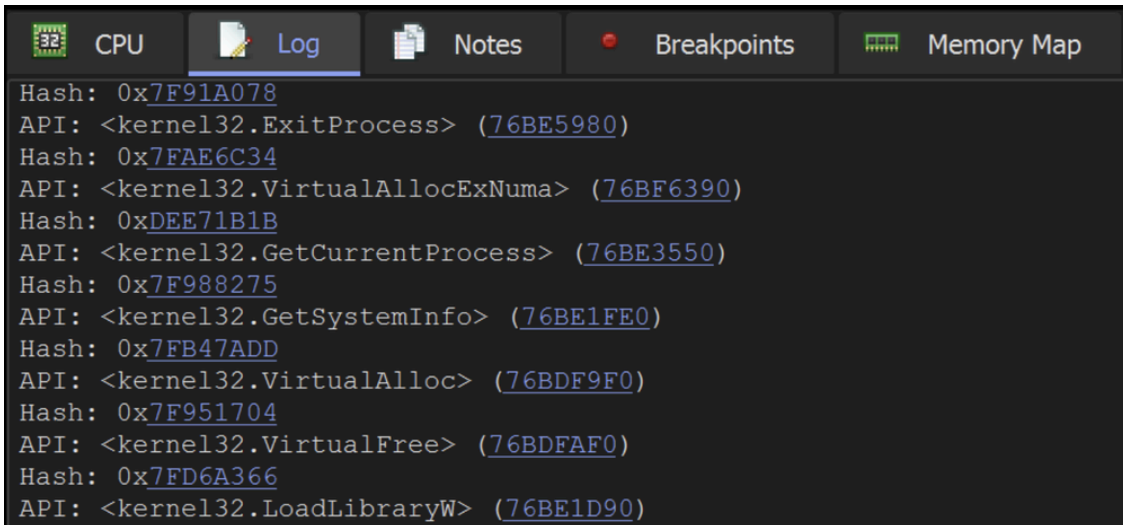 32 CPU Log Notes Breakpoints Memory Map
Hash: 0x7F91A078
API: <kernel32.ExitProcess> (76BE5980)
Hash: 0x7FAE6C34
API: <kernel32.VirtualAllocExNuma> (76BF6390)
Hash: 0xDEE71B1B
API: <kernel32.GetCurrentProcess> (76BE3550)
Hash: 0x7F988275
API: <kernel32.GetSystemInfo> (76BE1FE0)
Hash: 0x7FB47ADD
API: <kernel32.VirtualAlloc> (76BDF9F0)
Hash: 0x7F951704
API: <kernel32.VirtualFree> (76BDFAF0)
Hash: 0x7FD6A366
API: <kernel32.LoadLibraryW> (76BE1D90)